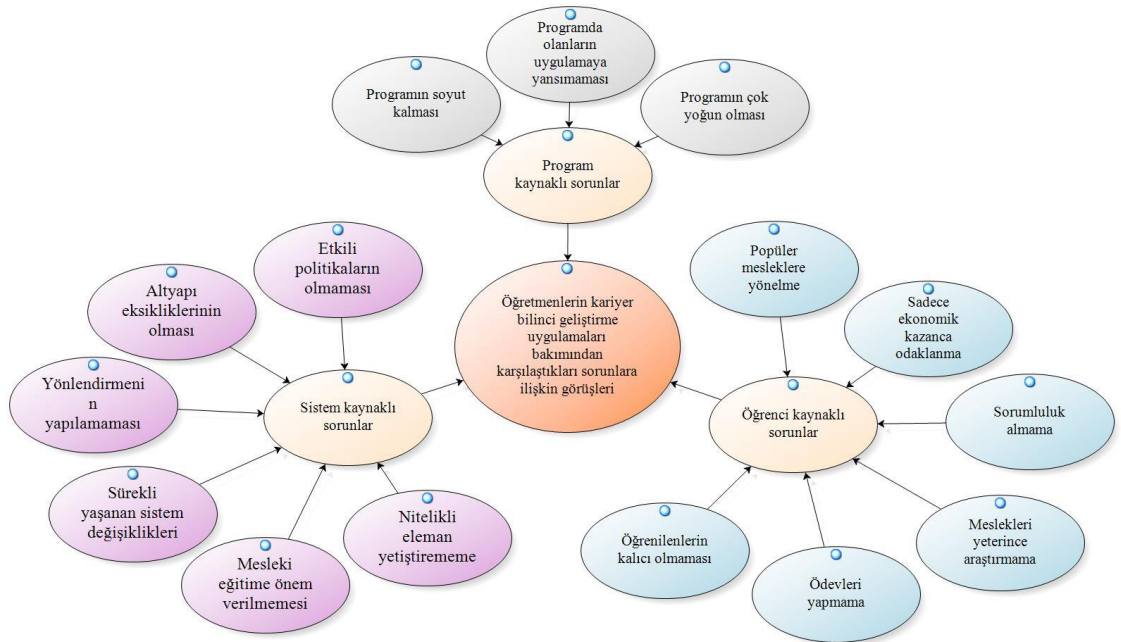 Programda
olanların
uygulamaya
yansımaması
Programın soyut
kalması
Programın çok
yoğun olması
Program
kaynaklı sorunlar
Etkili
politikaların
olmaması
Altyapı
eksikliklerinin
olması
Yönlendirmeni
n
yapılamaması
Sürekli
yaşanan sistem
değişiklikleri
Mesleki
eğitime önem
verilmemesi
Nitelikli
eleman
yetiştirememe
Sistem kaynaklı
sorunlar
Öğretmenlerin kariyer
bilinci geliştirme
uygulamaları
bakımından
karşılaştıkları sorunlara
ilişkin görüşleri
Popüler
mesleklere
yönelme
Sadece
ekonomik
kazanca
odaklanma
Sorumluluk
almama
Öğrenci kaynaklı
sorunlar
Meslekleri
yeterince
araştırmama
Ödevleri
yapmama
Öğrenilenlerin
kalıcı olmaması